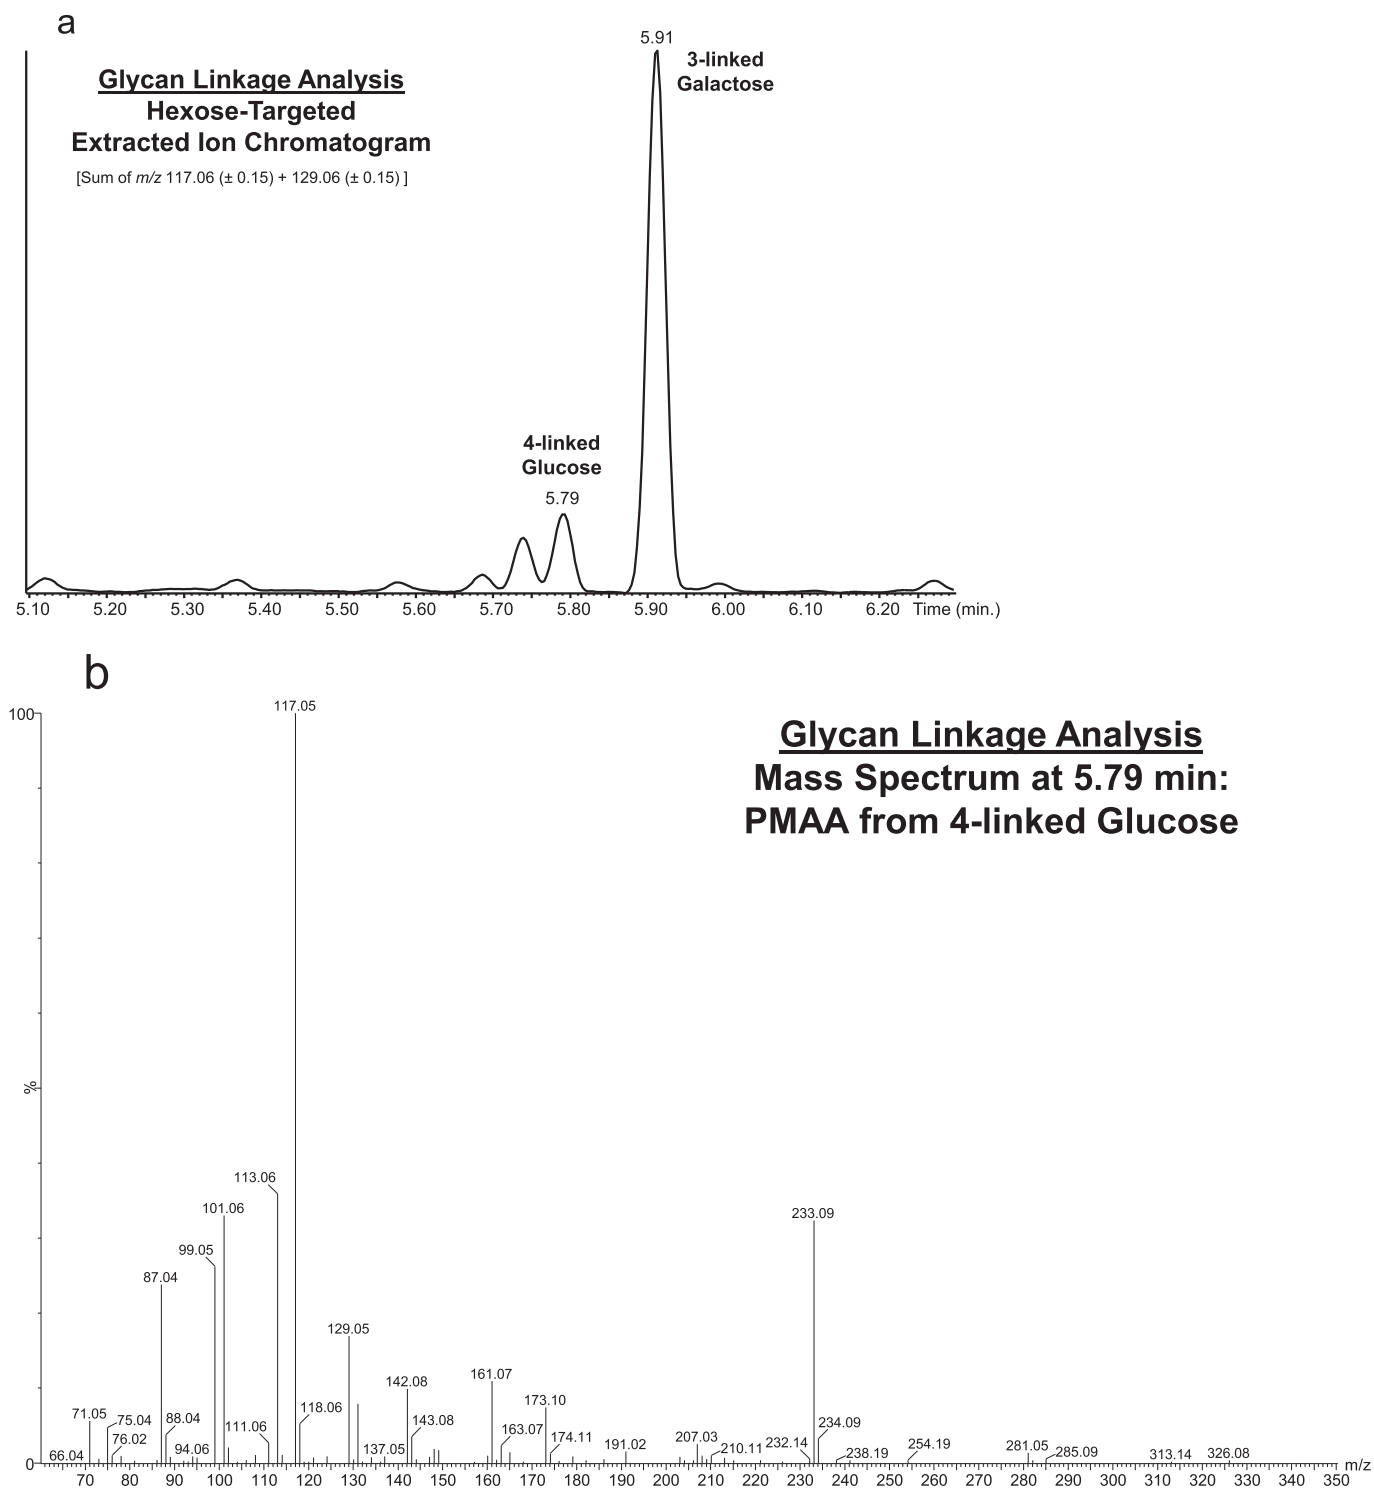 a
5.91
3-linked
Galactose
Glycan Linkage Analysis
Hexose-Targeted
Extracted Ion Chromatogram
[Sum of m/z 117.06 (± 0.15) + 129.06 (± 0.15) ]
4-linked
Glucose
5.79
5.10 5.20 5.30 5.40 5.50 5.60 5.70 5.80 5.90 6.00 6.10 6.20 Time (min.)
b
Glycan Linkage Analysis
Mass Spectrum at 5.79 min:
PMAA from 4-linked Glucose
100
%
0
117.05
113.06
101.06
233.09
99.05
87.04
129.05
161.07
142.08
173.10
71.05
75.04
88.04
118.06
143.08
234.09
76.02
111.06
163.07
174.11
207.03
232.14
66.04
94.06
137.05
191.02
210.11
238.19
254.19
281.05
285.09
313.14
326.08
70 80 90 100 110 120 130 140 150 160 170 180 190 200 210 220 230 240 250 260 270 280 290 300 310 320 330 340 350 m/z